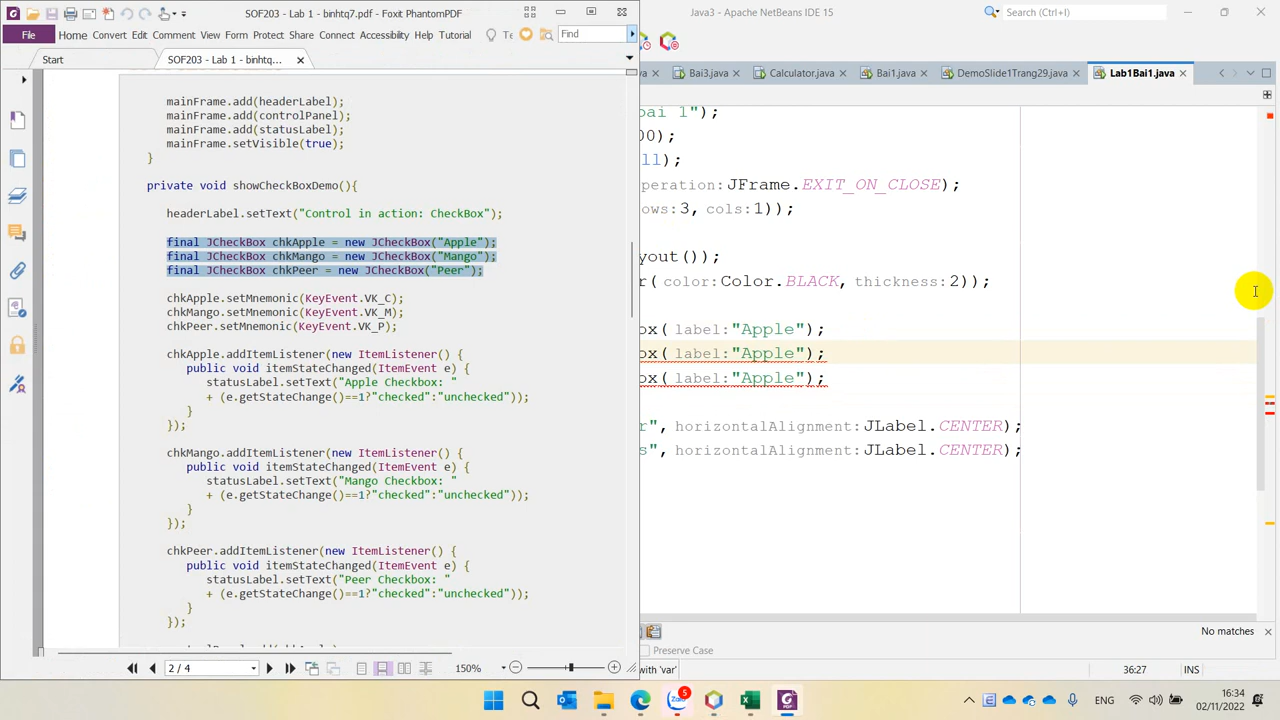 SOF203 - Lab 1 - binhtq7.pdf - Foxit PhantomPDF
Java3 - Apache NetBeans IDE 15
Search (Ctrl+I)
File Home Convert Edit Comment View Form Protect Share Connect Accessibility Help Tutorial
Find
Start
SOF203 - Lab 1 - binhtq...
Bai3.java
Calculator.java
Bai1.java
DemoSlide1Trang29.java
Lab1Bai1.java
mainFrame.add(headerLabel);
mainFrame.add(controlPanel);
mainFrame.add(statusLabel);
mainFrame.setVisible(true);
}
private void showCheckBoxDemo(){
headerLabel.setText("Control in action: CheckBox");
final JCheckBox chkApple = new JCheckBox("Apple");
final JCheckBox chkMango = new JCheckBox("Mango");
final JCheckBox chkPeer = new JCheckBox("Peer");
chkApple.setMnemonic(KeyEvent.VK_C);
chkMango.setMnemonic(KeyEvent.VK_M);
chkPeer.setMnemonic(KeyEvent.VK_P);
chkApple.addItemListener(new ItemListener() {
public void itemStateChanged(ItemEvent e) {
statusLabel.setText("Apple Checkbox: "
+ (e.getStateChange()==1?"checked":"unchecked"));
}
});
chkMango.addItemListener(new ItemListener() {
public void itemStateChanged(ItemEvent e) {
statusLabel.setText("Mango Checkbox: "
+ (e.getStateChange()==1?"checked":"unchecked"));
}
});
chkPeer.addItemListener(new ItemListener() {
public void itemStateChanged(ItemEvent e) {
statusLabel.setText("Peer Checkbox: "
+ (e.getStateChange()==1?"checked":"unchecked"));
}
});
2 / 4
150%
bai 1");
00);
ll);
peration:JFrame.EXIT_ON_CLOSE);
ows:3, cols:1));
yout());
r( color:Color.BLACK, thickness:2));
ox( label:"Apple");
ox( label:"Apple");
ox( label:"Apple");
r", horizontalAlignment:JLabel.CENTER);
s", horizontalAlignment:JLabel.CENTER);
No matches
Preserve Case
with 'var'
36:27
INS
5
ENG
16:34
02/11/2022